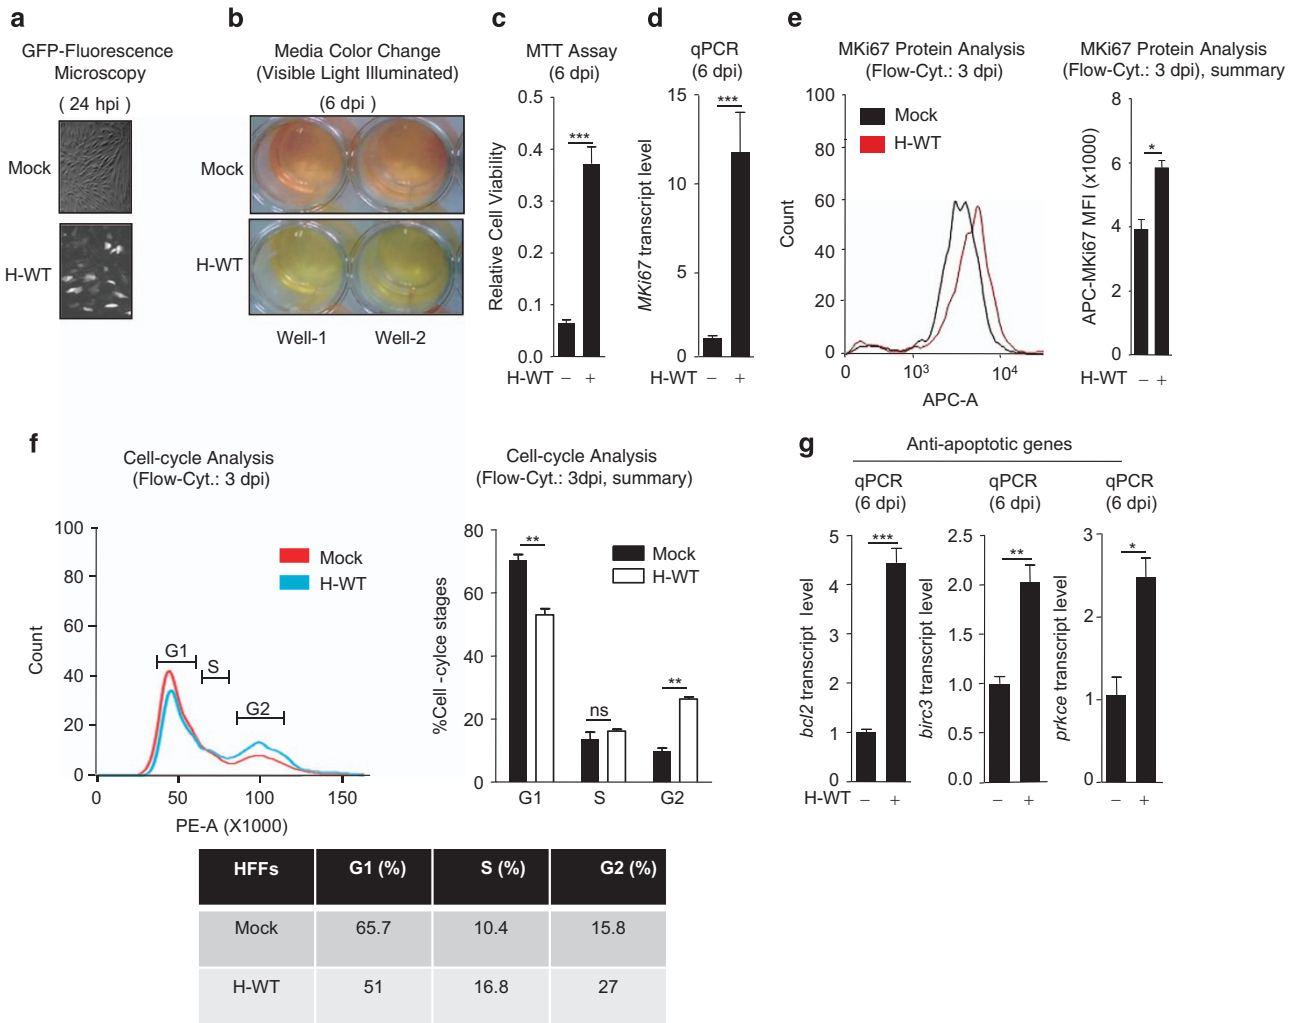 a
GFP-Fluorescence
Microscopy
( 24 hpi )
Mock
H-WT
b
Media Color Change
(Visible Light Illuminated)
(6 dpi )
Mock
H-WT
Well-1 Well-2
c
MTT Assay
(6 dpi)
Relative Cell Viability
0.5
0.4
0.3
0.2
0.1
0.0
***
H-WT − +
d
qPCR
(6 dpi)
MKi67 transcript level
15
10
5
0
***
H-WT − +
e
MKi67 Protein Analysis
(Flow-Cyt.: 3 dpi)
Count
100
80
60
40
20
0
Mock
H-WT
0 10³ 10⁴
APC-A
MKi67 Protein Analysis
(Flow-Cyt.: 3 dpi), summary
APC-MKi67 MFI (x1000)
8
6
4
2
0
*
H-WT − +
f
Cell-cycle Analysis
(Flow-Cyt.: 3 dpi)
Count
100
80
60
40
20
0
Mock
H-WT
G1
S
G2
0 50 100 150
PE-A (X1000)
Cell-cycle Analysis
(Flow-Cyt.: 3dpi, summary)
%Cell -cylce stages
80
60
40
20
0
Mock
H-WT
**
ns
**
G1 S G2
HFFs G1 (%) S (%) G2 (%)
Mock 65.7 10.4 15.8
H-WT 51 16.8 27
g
Anti-apoptotic genes
qPCR
(6 dpi)
bcl2 transcript level
5
4
3
2
1
0
***
H-WT − +
qPCR
(6 dpi)
birc3 transcript level
2.5
2.0
1.5
1.0
0.5
0.0
**
− +
qPCR
(6 dpi)
prkce transcript level
3
2
1
0
*
− +